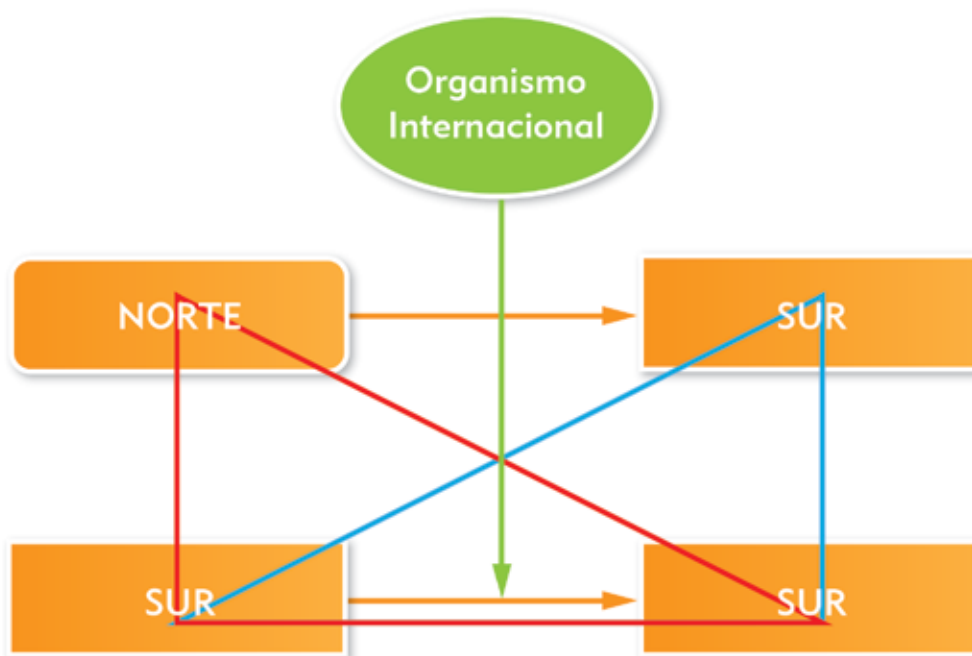 Organismo
Internacional
NORTE
SUR
SUR
SUR